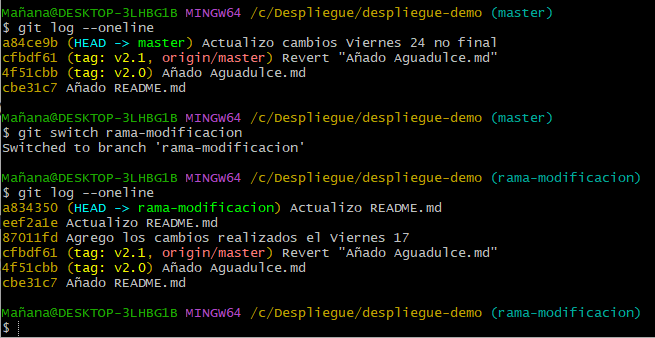 Mañana@DESKTOP-3LHBG1B MINGW64 /c/Despliegue/despliegue-demo (master)
$ git log --oneline
a84ce9b (HEAD -> master) Actualizo cambios Viernes 24 no final
cfbdf61 (tag: v2.1, origin/master) Revert "Añado Aguadulce.md"
4f51cbb (tag: v2.0) Añado Aguadulce.md
cbe31c7 Añado README.md
Mañana@DESKTOP-3LHBG1B MINGW64 /c/Despliegue/despliegue-demo (master)
$ git switch rama-modificacion
Switched to branch 'rama-modificacion'
Mañana@DESKTOP-3LHBG1B MINGW64 /c/Despliegue/despliegue-demo (rama-modificacion)
$ git log --oneline
a834350 (HEAD -> rama-modificacion) Actualizo README.md
eef2a1e Actualizo README.md
87011fd Agrego los cambios realizados el Viernes 17
cfbdf61 (tag: v2.1, origin/master) Revert "Añado Aguadulce.md"
4f51cbb (tag: v2.0) Añado Aguadulce.md
cbe31c7 Añado README.md
Mañana@DESKTOP-3LHBG1B MINGW64 /c/Despliegue/despliegue-demo (rama-modificacion)
$